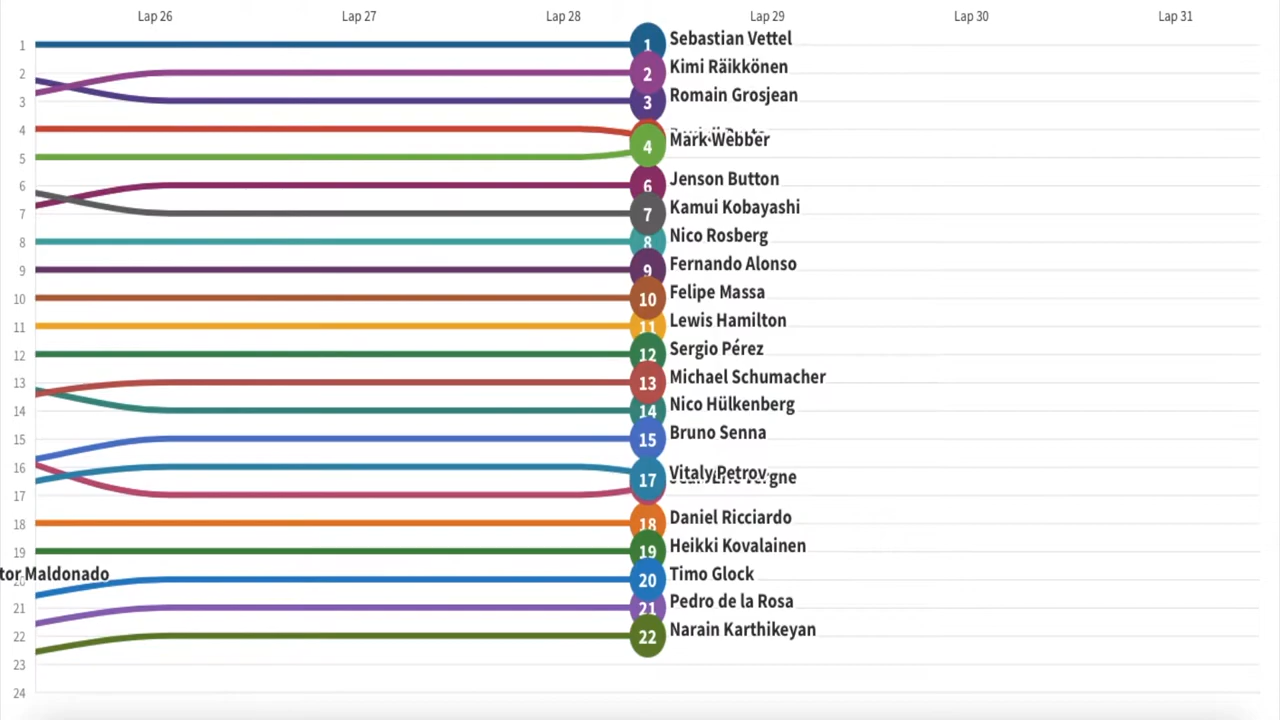 Lap 26 Lap 27 Lap 28 Lap 29 Lap 30 Lap 31
1 1 Sebastian Vettel
2 2 Kimi Räikkönen
3 3 Romain Grosjean
4
5 4 Mark Webber
6 6 Jenson Button
7 7 Kamui Kobayashi
8 8 Nico Rosberg
9 9 Fernando Alonso
10 10 Felipe Massa
11 11 Lewis Hamilton
12 12 Sergio Pérez
13 13 Michael Schumacher
14 14 Nico Hülkenberg
15 15 Bruno Senna
16 17 Vitaly Petrov
17
18 18 Daniel Ricciardo
19 19 Heikki Kovalainen
tor Maldonado
20 20 Timo Glock
21 21 Pedro de la Rosa
22 22 Narain Karthikeyan
23
24